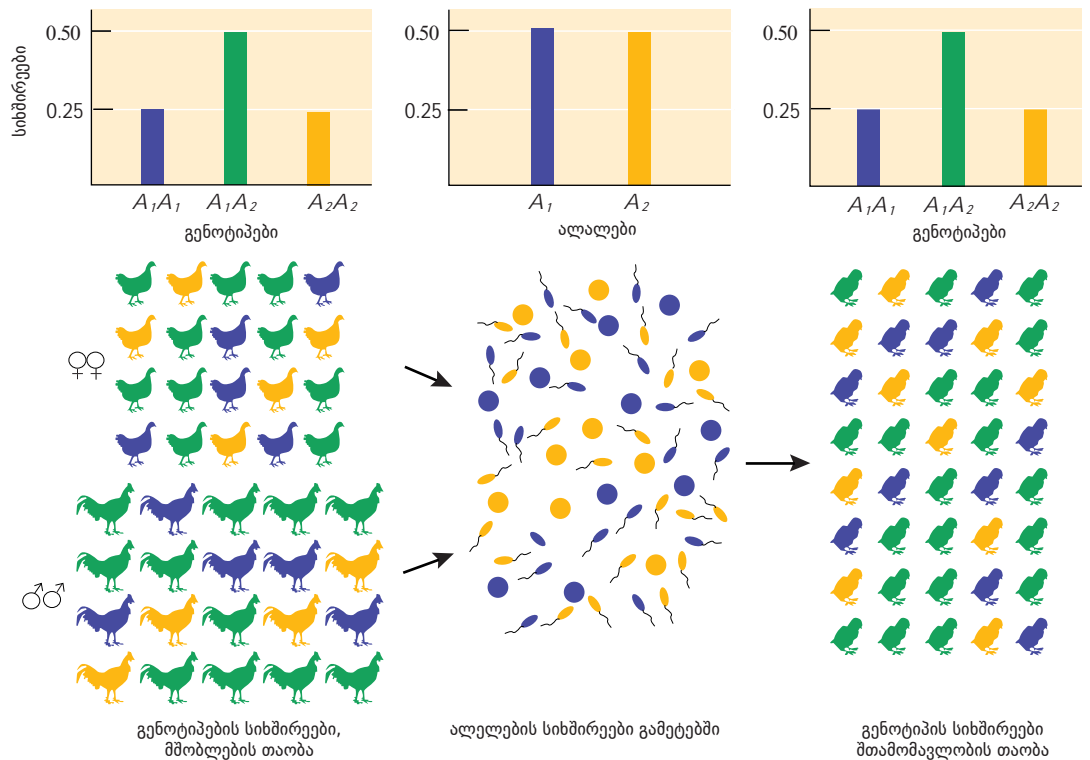 სიხშირეები
0.50
0.25
A₁A₁ A₁A₂ A₂A₂
გენოტიპები
0.50
0.25
A₁ A₂
ალალები
0.50
0.25
A₁A₁ A₁A₂ A₂A₂
გენოტიპები
♀♀
♂♂
გენოტიპების სიხშირეები,
მშობლების თაობა
ალელების სიხშირეები გამეტებში
გენოტიპის სიხშირეები
შთამომავლობის თაობა